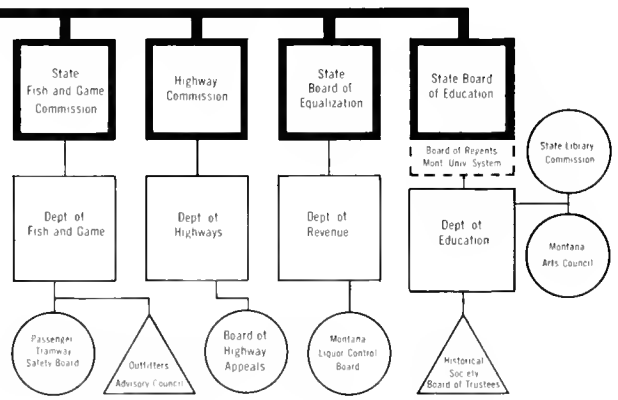 State
Fish and Game
Commission
Highway
Commission
State
Board of
Equalization
State Board
of Education
Board of Regents
Mont Univ System
State Library
Commission
Dept of
Fish and Game
Dept of
Highways
Dept of
Revenue
Dept of
Education
Montana
Arts Council
Passenger
Tramway
Safety Board
Outfitters
Advisory Council
Board of
Highway
Appeals
Montana
Liquor Control
Board
Historical
Society
Board of Trustees